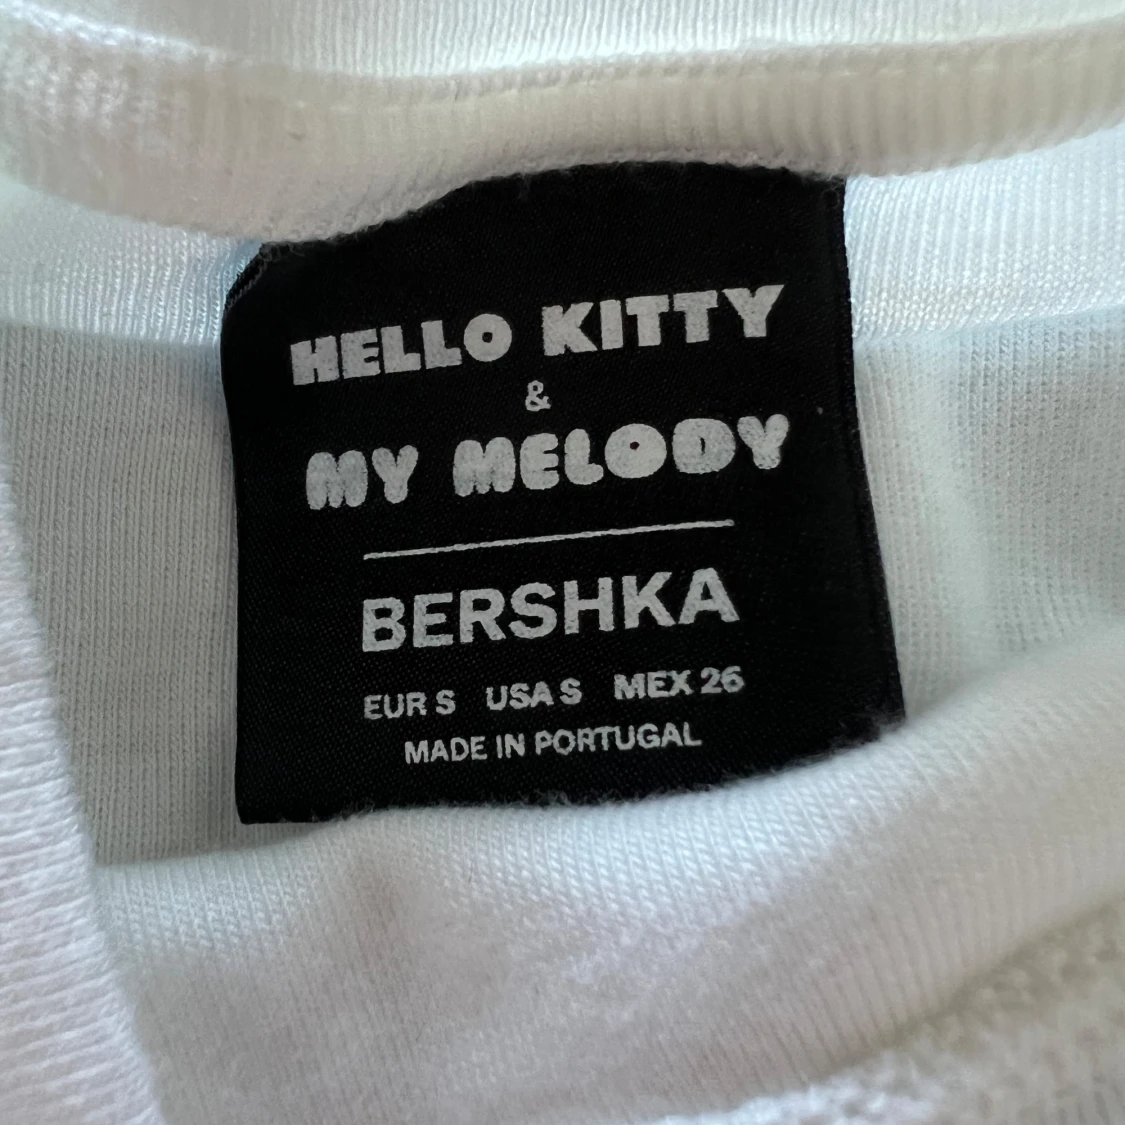 HELLO KITTY
&
MY MELODY
BERSHKA
EUR S USA S MEX 26
MADE IN PORTUGAL